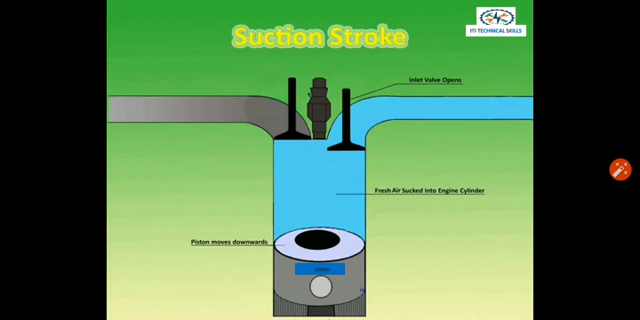 Suction Stroke
ITI TECHNICAL SKILLS
Inlet Valve Opens
Fresh Air Sucked into Engine Cylinder
Piston moves downwards
piston